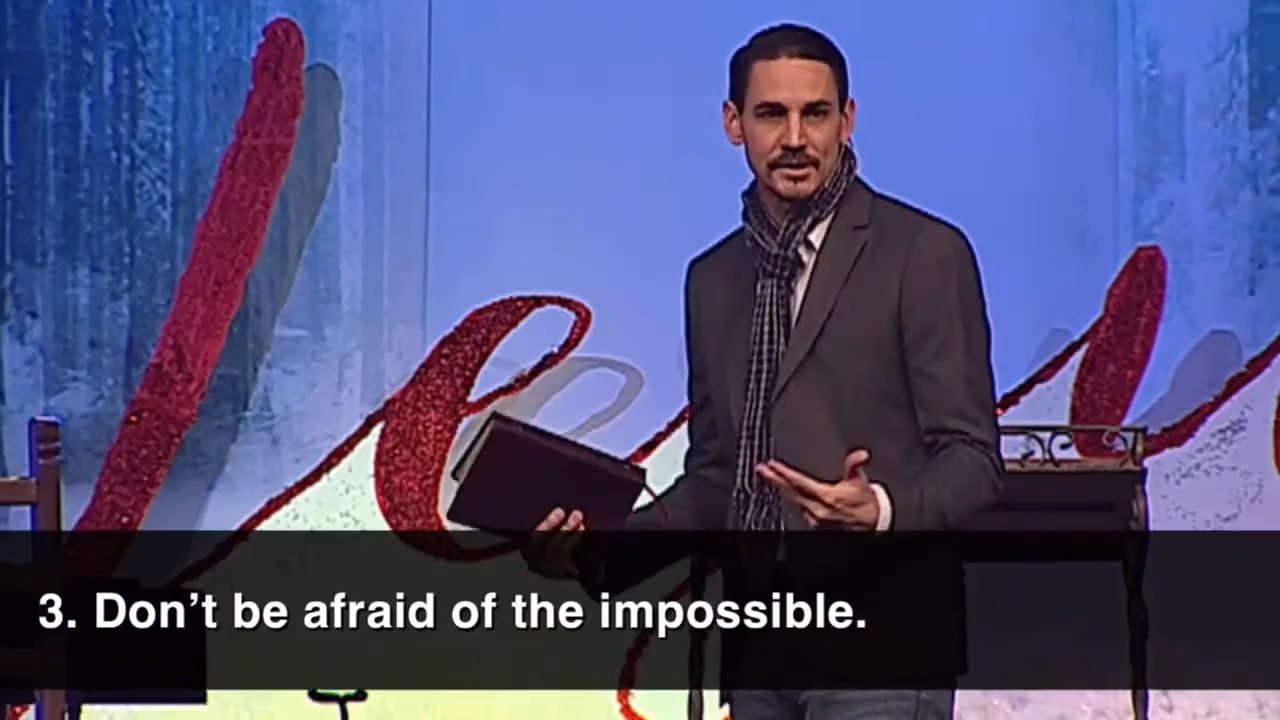 3. Don't be afraid of the impossible.